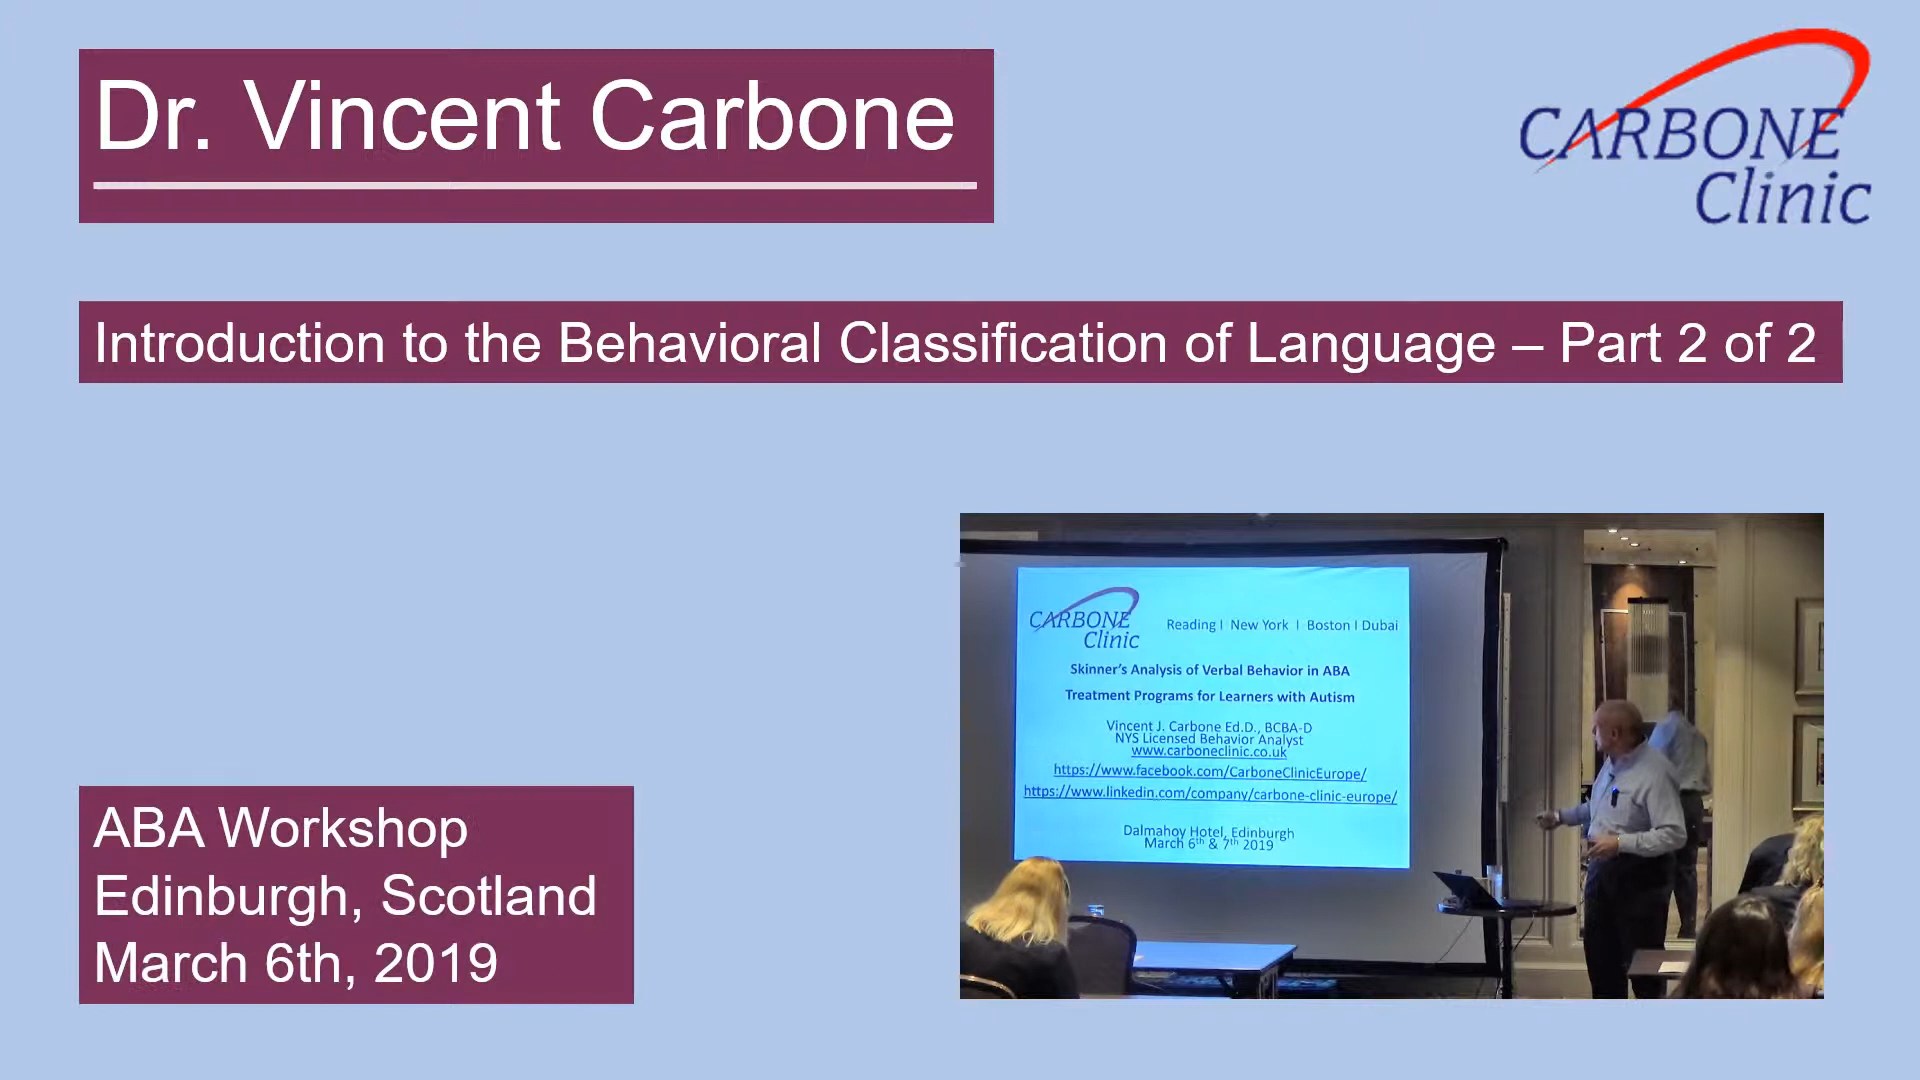 Dr. Vincent Carbone
CARBONE
Clinic
Introduction to the Behavioral Classification of Language – Part 2 of 2
CARBONE
Clinic
Reading I New York I Boston I Dubai
Skinner's Analysis of Verbal Behavior in ABA
Treatment Programs for Learners with Autism
Vincent J. Carbone Ed.D., BCBA-D
NYS Licensed Behavior Analyst
www.carboneclinic.co.uk
https://www.facebook.com/CarboneClinicEurope/
https://www.linkedin.com/company/carbone-clinic-europe/
Dalmahoy Hotel, Edinburgh
March 6th & 7th 2019
ABA Workshop
Edinburgh, Scotland
March 6th, 2019